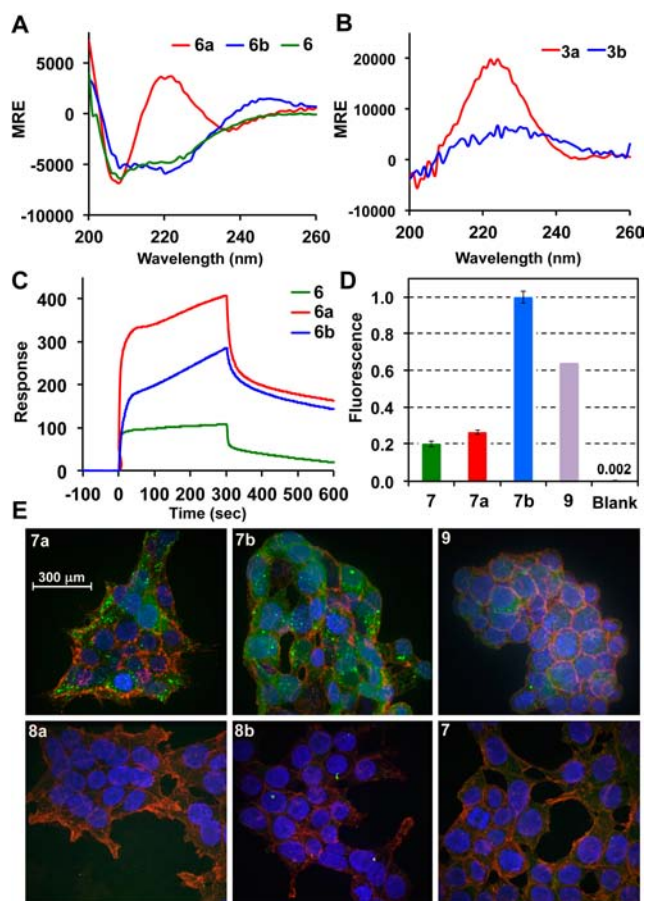 A
6a 6b 6
MRE
5000
0
-5000
-10000
200 220 240 260
Wavelength (nm)
B
3a 3b
MRE
20000
10000
0
-10000
200 220 240 260
Wavelength (nm)
C
6
6a
6b
Response
400
300
200
100
0
-100 0 100 200 300 400 500 600
Time (sec)
D
Fluorescence
1.0
0.8
0.6
0.4
0.2
0.0
0.002
7 7a 7b 9 Blank
E
7a
300 μm
7b
9
8a
8b
7